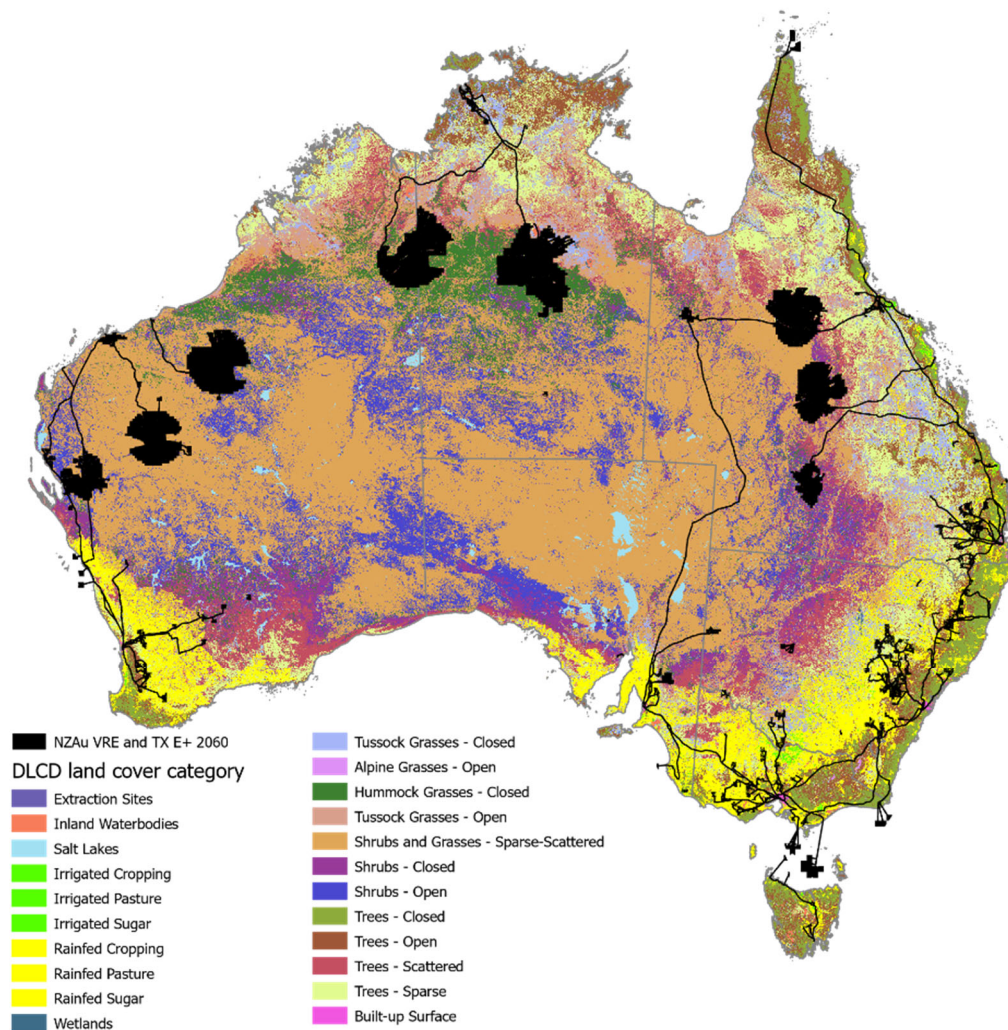 NZAu VRE and TX E+ 2060
DLCD land cover category
Extraction Sites
Inland Waterbodies
Salt Lakes
Irrigated Cropping
Irrigated Pasture
Irrigated Sugar
Rainfed Cropping
Rainfed Pasture
Rainfed Sugar
Wetlands
Tussock Grasses - Closed
Alpine Grasses - Open
Hummock Grasses - Closed
Tussock Grasses - Open
Shrubs and Grasses - Sparse-Scattered
Shrubs - Closed
Shrubs - Open
Trees - Closed
Trees - Open
Trees - Scattered
Trees - Sparse
Built-up Surface